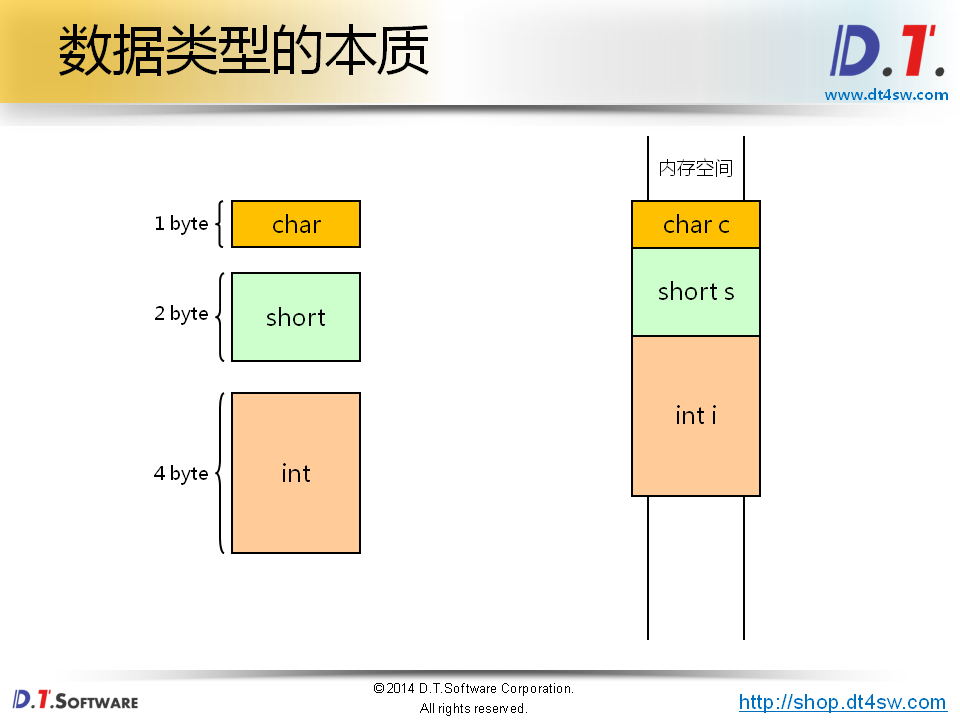 数据类型的本质
D.T.
www.dt4sw.com
内存空间
1 byte
char
char c
2 byte
short
short s
4 byte
int
int i
D.T.SOFTWARE
©2014 D.T.Software Corporation.
All rights reserved.
http://shop.dt4sw.com